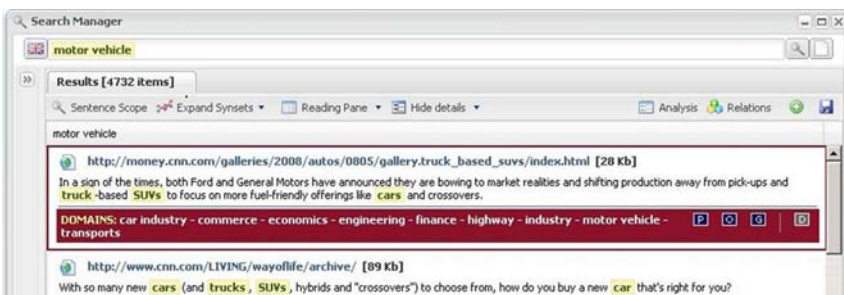 Search Manager
motor vehicle
Results [4732 items]
Sentence Scope Expand Synsets Reading Pane Hide details Analysis Relations
motor vehicle
http://money.cnn.com/galleries/2008/autos/0805/gallery.truck_based_suvs/index.html [28 Kb]
In a sign of the times, both Ford and General Motors have announced they are bowing to market realities and shifting production away from pick-ups and
truck -based SUVs to focus on more fuel-friendly offerings like cars and crossovers.
DOMAINS: car industry - commerce - economics - engineering - finance - highway - industry - motor vehicle - P O G D
transports
http://www.cnn.com/LIVING/wayoflife/archive/ [89 Kb]
With so many new cars (and trucks , SUVs , hybrids and "crossovers") to choose from, how do you buy a new car that's right for you?